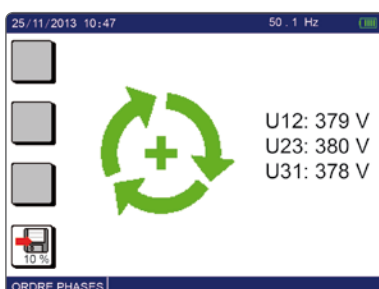 25/11/2013 10:47 50.1 Hz
+
U12: 379 V
U23: 380 V
U31: 378 V
10 %
ORDRE PHASES